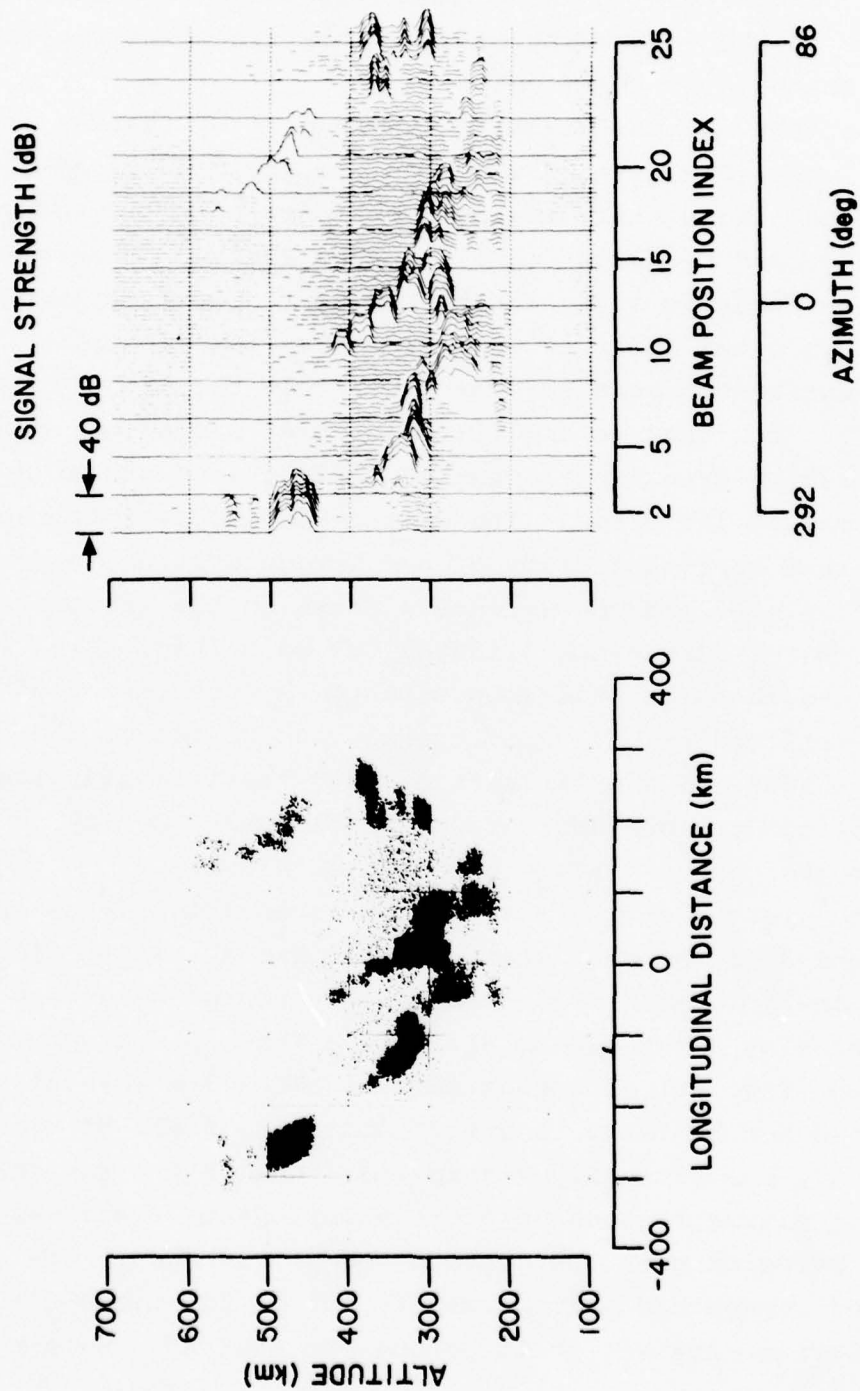 SIGNAL STRENGTH (dB)
40 dB
ALTITUDE (km)
700
600
500
400
300
200
100
-400 0 400
LONGITUDINAL DISTANCE (km)
2 5 10 15 20 25
BEAM POSITION INDEX
292 0 86
AZIMUTH (deg)